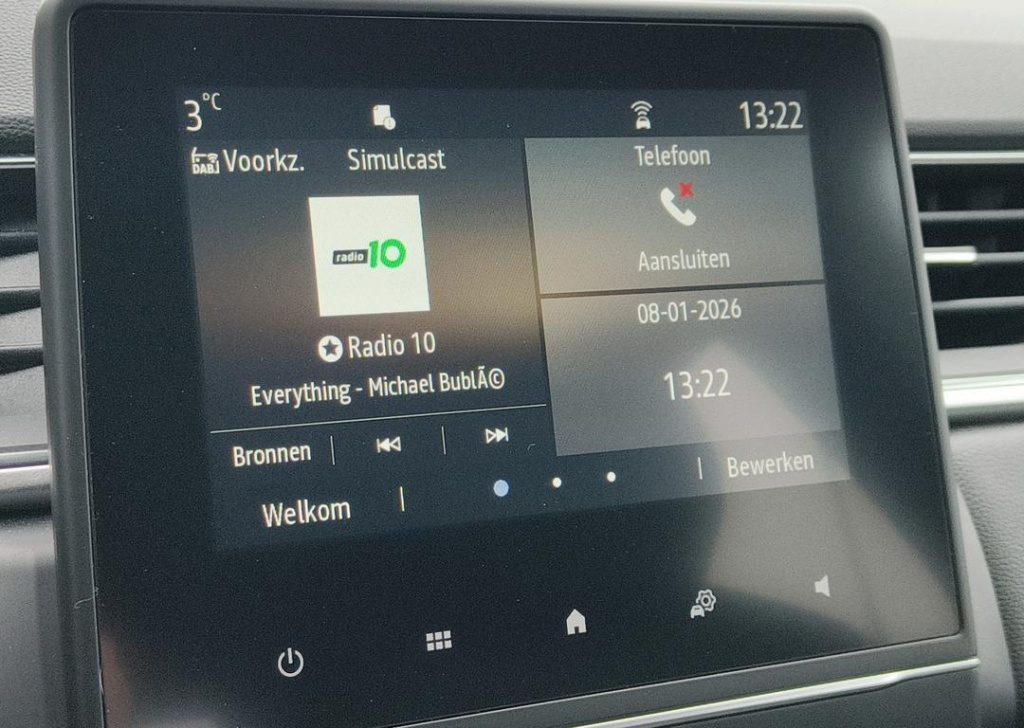 3°C
13:22
DAB Voorkz.
Simulcast
radio 10
Radio 10
Everything - Michael BublÃ©
Bronnen
Telefoon
Aansluiten
08-01-2026
13:22
Welkom
Bewerken